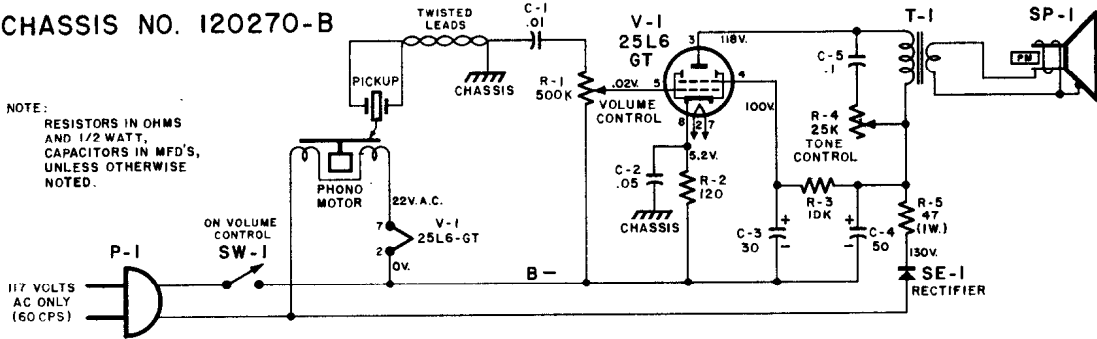 CHASSIS NO. 120270-B
NOTE:
RESISTORS IN OHMS
AND 1/2 WATT,
CAPACITORS IN MFD'S,
UNLESS OTHERWISE
NOTED.
TWISTED
LEADS
C-1
.01
PICKUP
CHASSIS
R-1
500K
VOLUME
CONTROL
.02V.
V-1
25L6
GT
3
118V.
5
4
100V.
8
2
7
5.2V.
C-2
.05
R-2
120
CHASSIS
C-5
.1
R-4
25K
TONE
CONTROL
T-1
SP-1
PM
R-3
10K
C-3
30
+
-
C-4
50
+
-
R-5
47
(1W.)
130V.
SE-1
RECTIFIER
PHONO
MOTOR
22V.A.C.
7
V-1
25L6-GT
2
0V.
ON VOLUME
CONTROL
SW-1
P-1
117 VOLTS
AC ONLY
(60 CPS)
B-